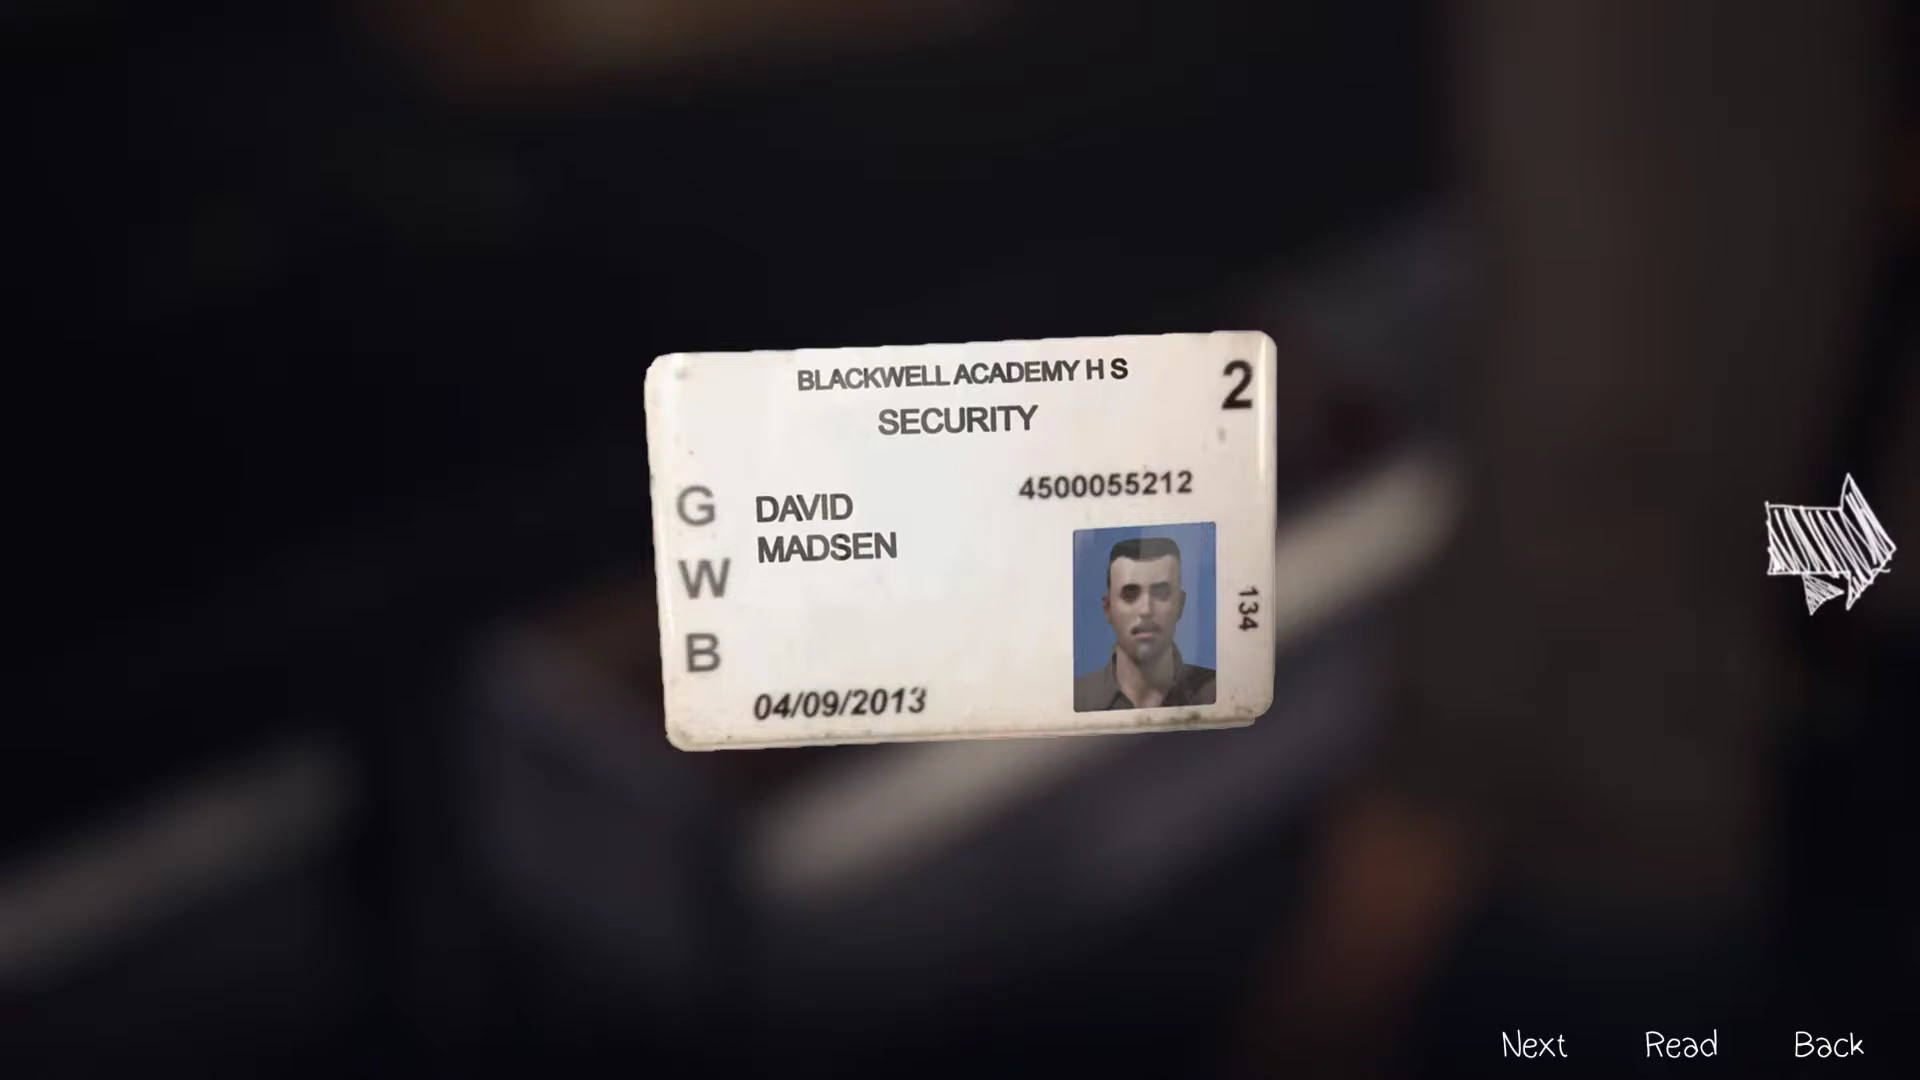 BLACKWELL ACADEMY H S
2
SECURITY
4500055212
G
DAVID
MADSEN
W
134
B
04/09/2013
Next
Read
Back